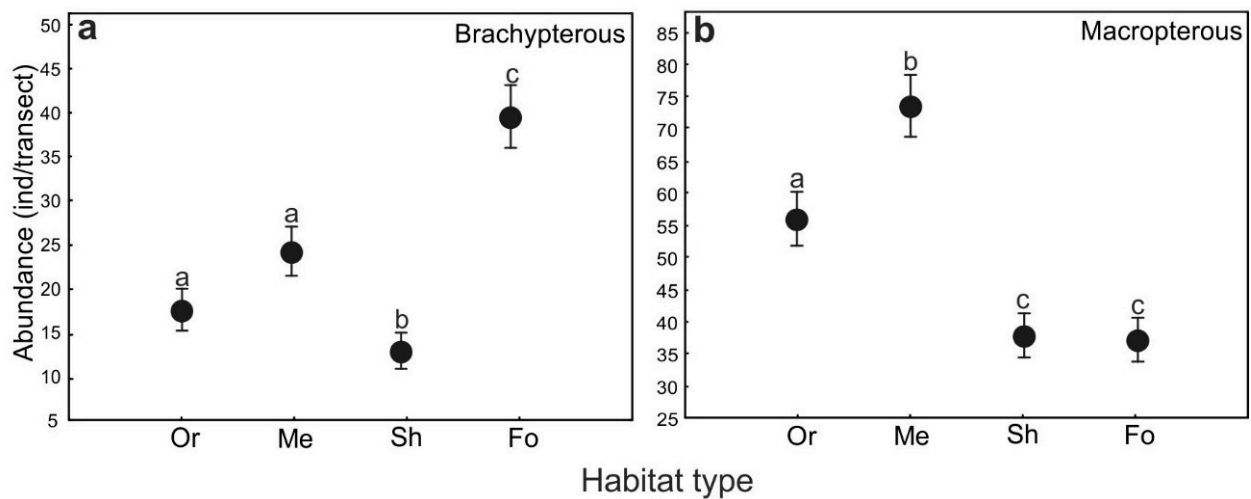 a
Brachypterous
Abundance (ind/transect)
50
45
40
35
30
25
20
15
10
5
a
a
b
c
Or Me Sh Fo
b
Macropterous
85
80
75
70
65
60
55
50
45
40
35
30
25
a
b
c
c
Or Me Sh Fo
Habitat type